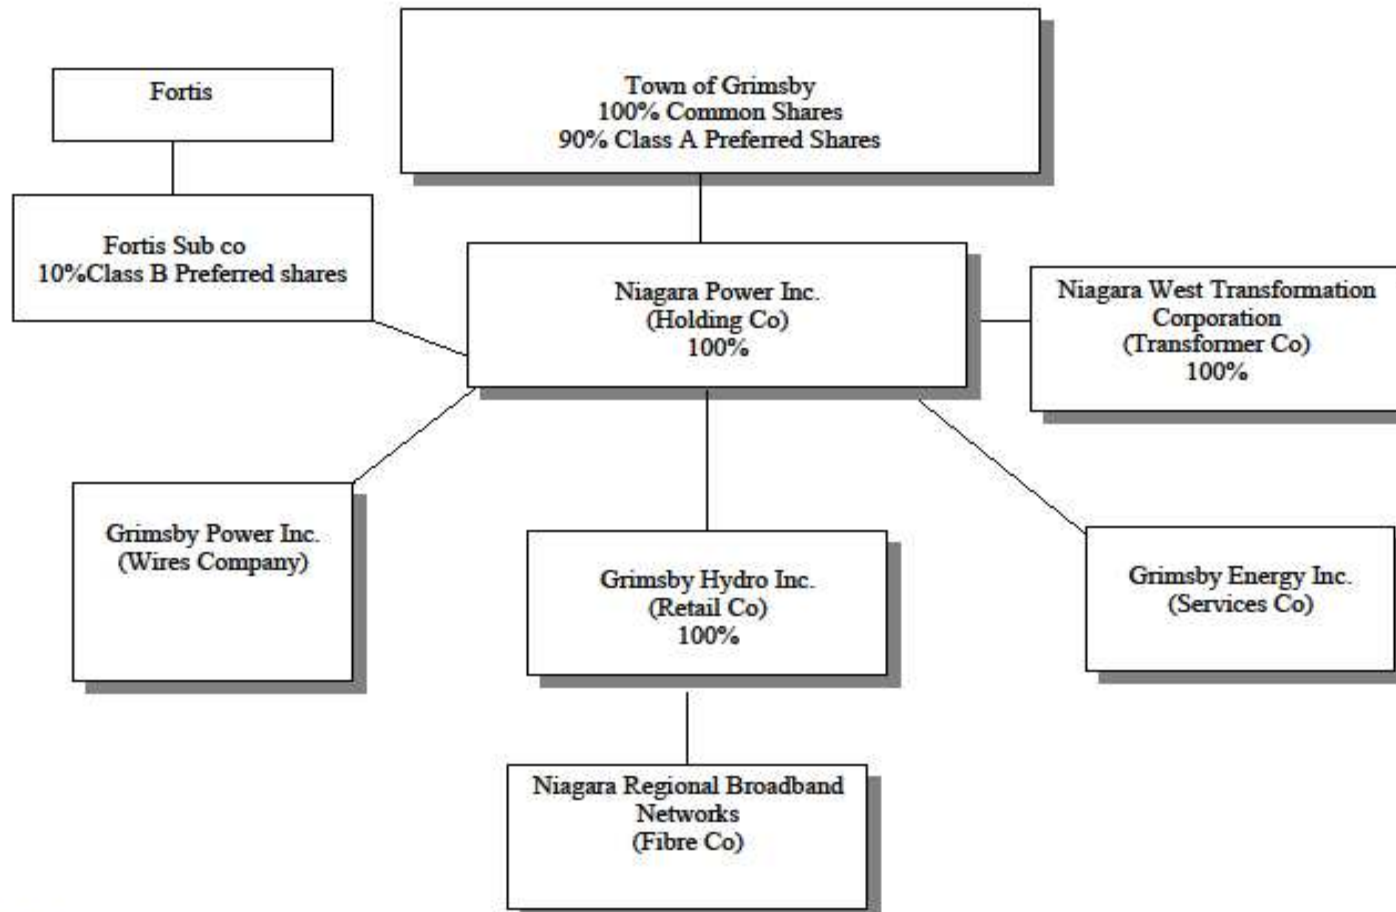 Fortis
Town of Grimsby
100% Common Shares
90% Class A Preferred Shares
Fortis Sub co
10%Class B Preferred shares
Niagara Power Inc.
(Holding Co)
100%
Niagara West Transformation
Corporation
(Transformer Co)
100%
Grimsby Power Inc.
(Wires Company)
Grimsby Hydro Inc.
(Retail Co)
100%
Grimsby Energy Inc.
(Services Co)
Niagara Regional Broadband
Networks
(Fibre Co)